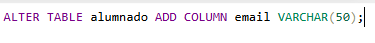 ALTER TABLE alumnado ADD COLUMN email VARCHAR(50);